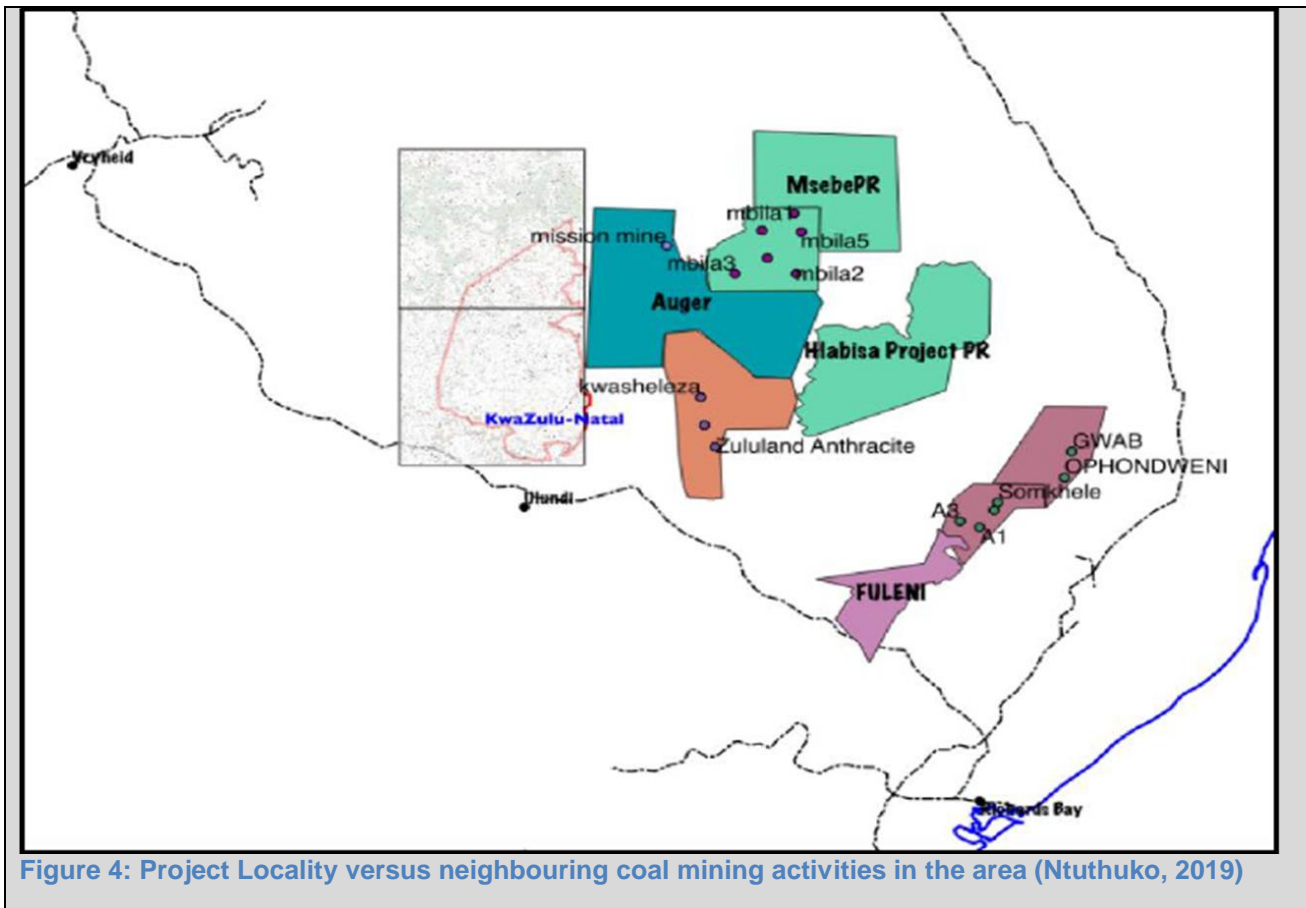 Vryheid
MsebePR
mbila1
mission mine
mbila5
mbila3
mbila2
Auger
Hlabisa Project PR
kwasheleza
KwaZulu-Natal
Zululand Anthracite
GWAB
OPHONDWENI
Ulundi
Somkhele
A3
A1
FULENI
Richards Bay
Figure 4: Project Locality versus neighbouring coal mining activities in the area (Ntuthuko, 2019)